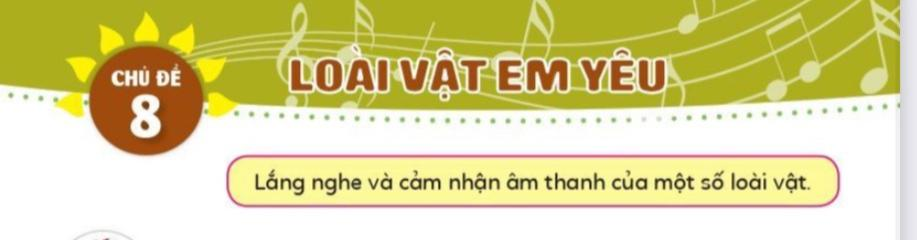 CHỦ ĐỀ
8
LOÀI VẬT EM YÊU
Lắng nghe và cảm nhận âm thanh của một số loài vật.